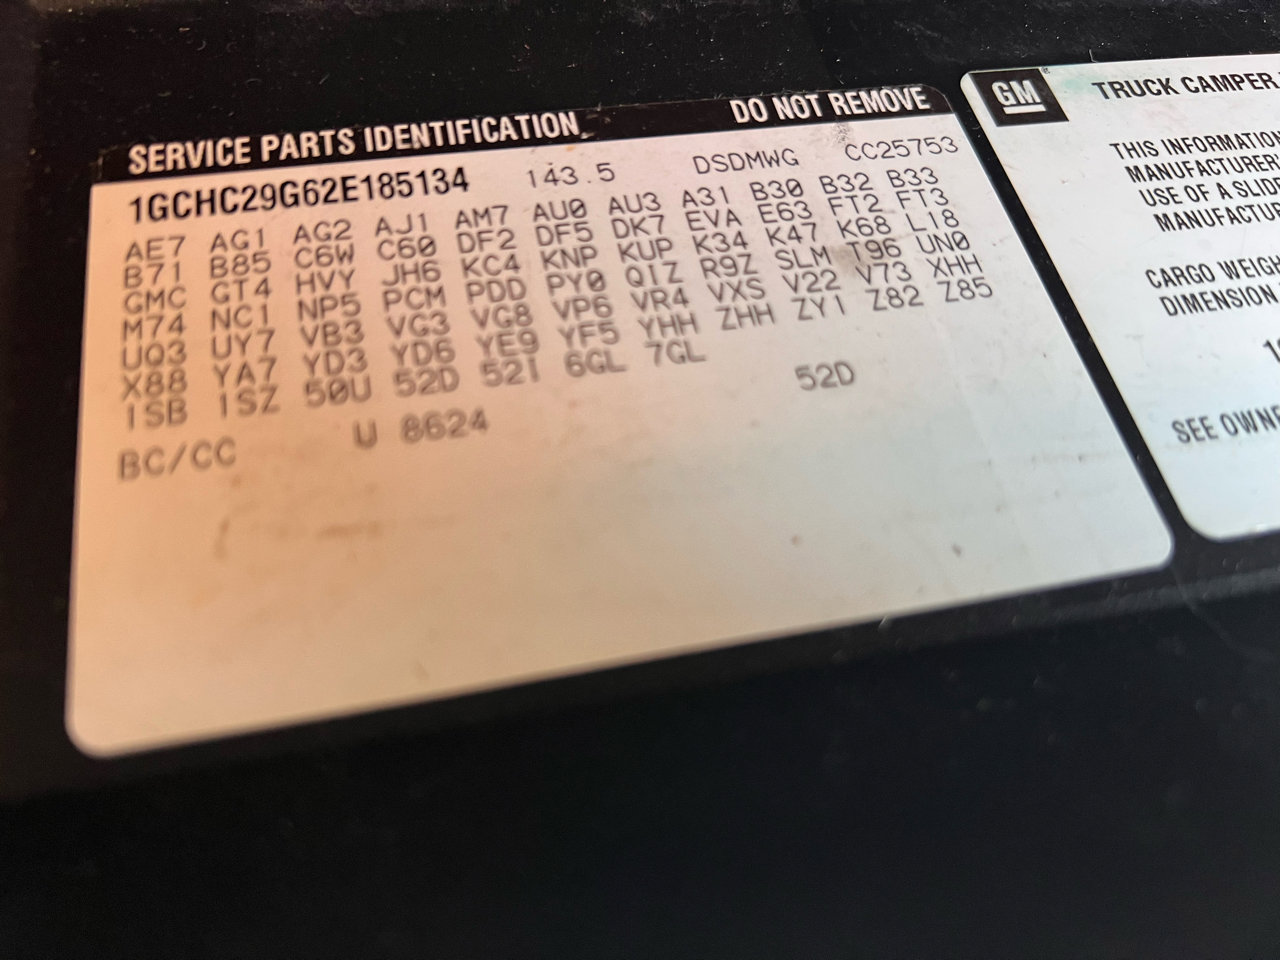 SERVICE PARTS IDENTIFICATION DO NOT REMOVE
1GCHC29G62E185134 143.5 DSDMWG CC25753
AE7 AG1 AG2 AJ1 AM7 AU0 AU3 A31 B30 B32 B33
B71 B85 C6W C60 DF2 DF5 DK7 EVA E63 FT2 FT3
GMC GT4 HVY JH6 KC4 KNP KUP K34 K47 K68 L18
M74 NC1 NP5 PCM PDD PY0 QIZ R9Z SLM T96 UN0
UQ3 UY7 VB3 VG3 VG8 VP6 VR4 VXS V22 V73 XHH
X88 YA7 YD3 YD6 YE9 YF5 YHH ZHH ZY1 Z82 Z85
1SB 1SZ 50U 52D 52I 6GL 7GL
52D
BC/CC U 8624
GM TRUCK CAMPER
THIS INFORMATION
MANUFACTURER
USE OF A SLIDE
MANUFACTU
CARGO WEIGH
DIMENSION
SEE OWNE